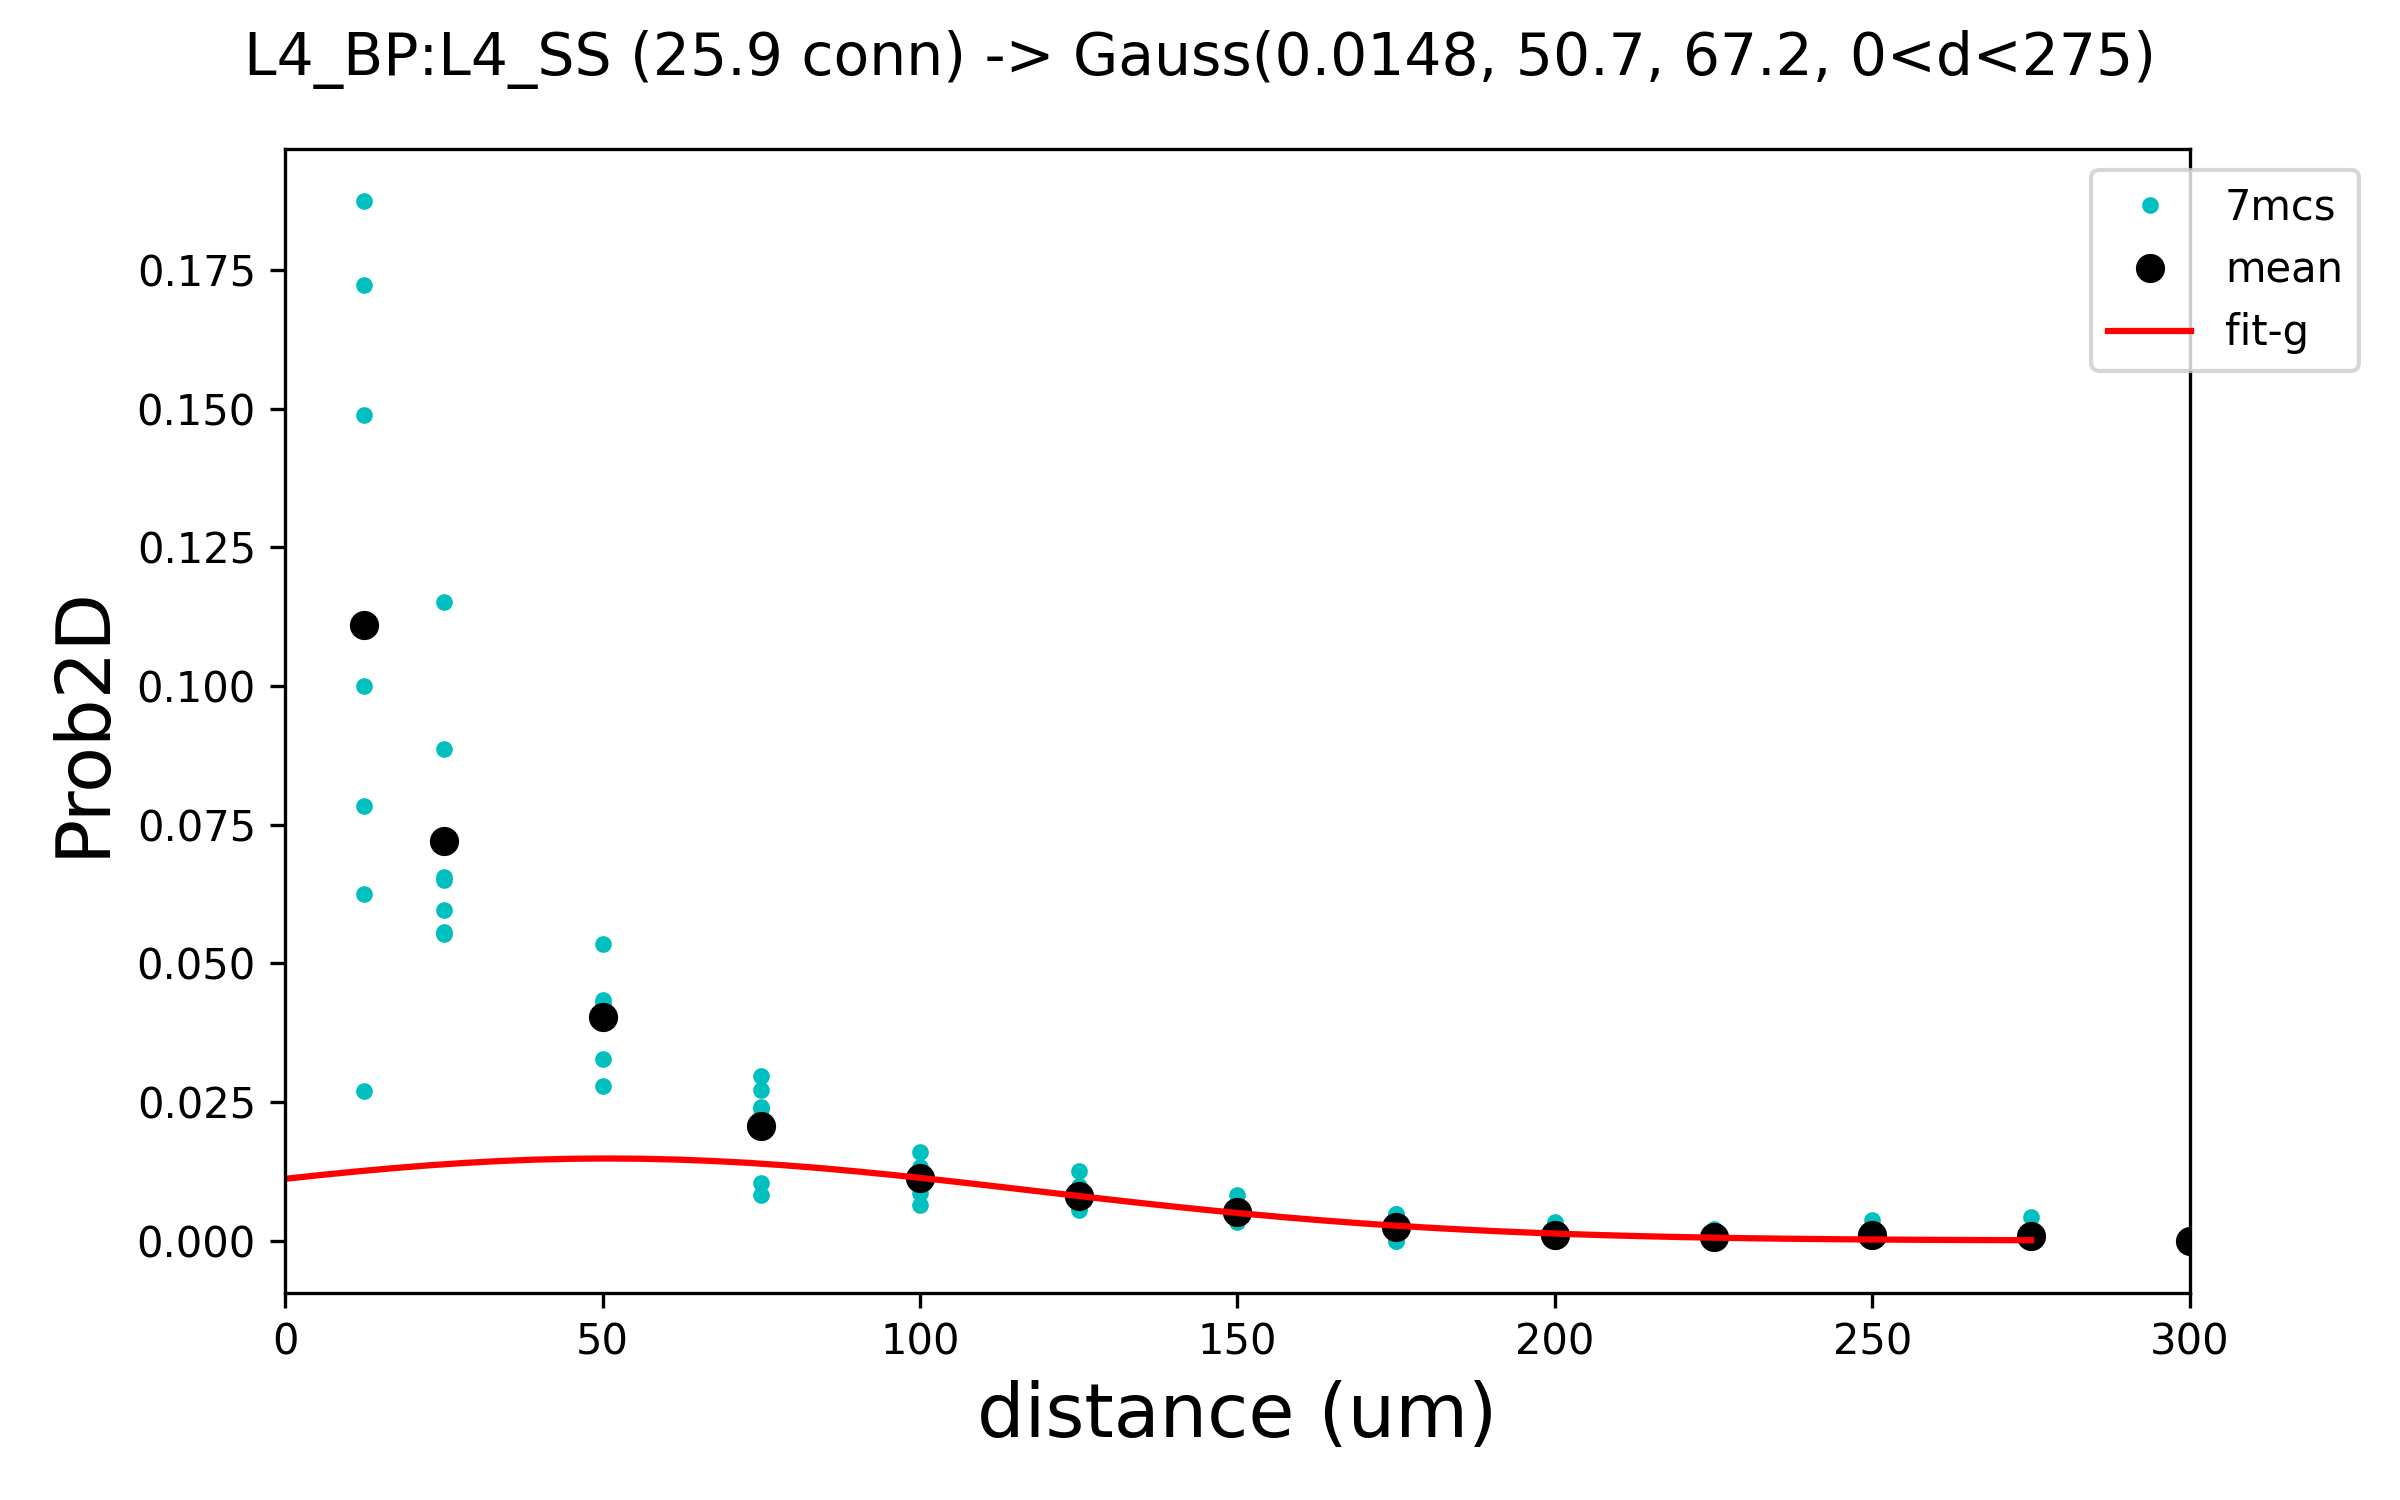 L4_BP:L4_SS (25.9 conn) -> Gauss(0.0148, 50.7, 67.2, 0<d<275)
7mcs
mean
fit-g
0.175
0.150
0.125
0.100
0.075
0.050
0.025
0.000
Prob2D
0 50 100 150 200 250 300
distance (um)